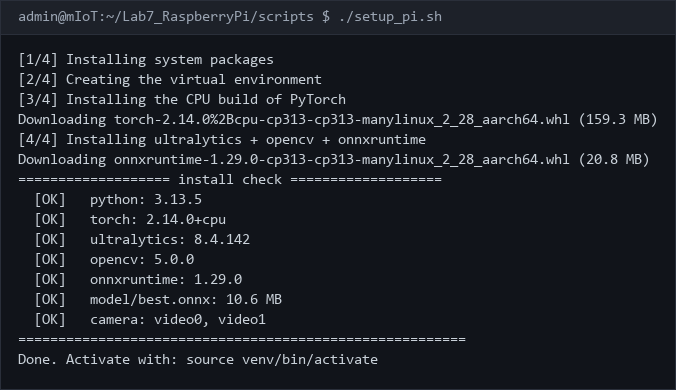 admin@mIoT:~/Lab7_RaspberryPi/scripts $ ./setup_pi.sh
[1/4] Installing system packages
[2/4] Creating the virtual environment
[3/4] Installing the CPU build of PyTorch
Downloading torch-2.14.0%2Bcpu-cp313-cp313-manylinux_2_28_aarch64.whl (159.3 MB)
[4/4] Installing ultralytics + opencv + onnxruntime
Downloading onnxruntime-1.29.0-cp313-cp313-manylinux_2_28_aarch64.whl (20.8 MB)
=================== install check ===================
  [OK]   python: 3.13.5
  [OK]   torch: 2.14.0+cpu
  [OK]   ultralytics: 8.4.142
  [OK]   opencv: 5.0.0
  [OK]   onnxruntime: 1.29.0
  [OK]   model/best.onnx: 10.6 MB
  [OK]   camera: video0, video1
========================================================
Done. Activate with: source venv/bin/activate